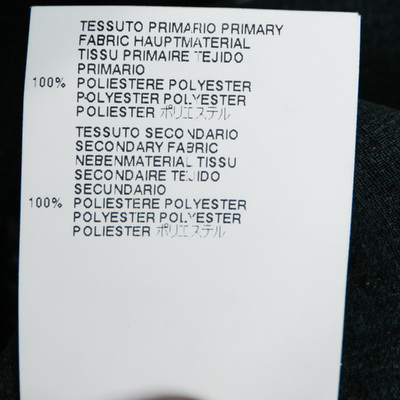 TESSUTO PRIMARIO PRIMARY
FABRIC HAUPTMATERIAL
TISSU PRIMAIRE TEJIDO
PRIMARIO
100% POLIESTERE POLYESTER
POLYESTER POLYESTER
POLIESTER ポリエステル
TESSUTO SECONDARIO
SECONDARY FABRIC
NEBENMATERIAL TISSU
SECONDAIRE TEJIDO
SECUNDARIO
100% POLIESTERE POLYESTER
POLYESTER POLYESTER
POLIESTER ポリエステル